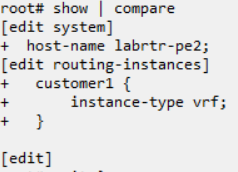 root# show | compare
[edit system]
+  host-name labrtr-pe2;
[edit routing-instances]
+   customer1 {
+       instance-type vrf;
+   }
[edit]